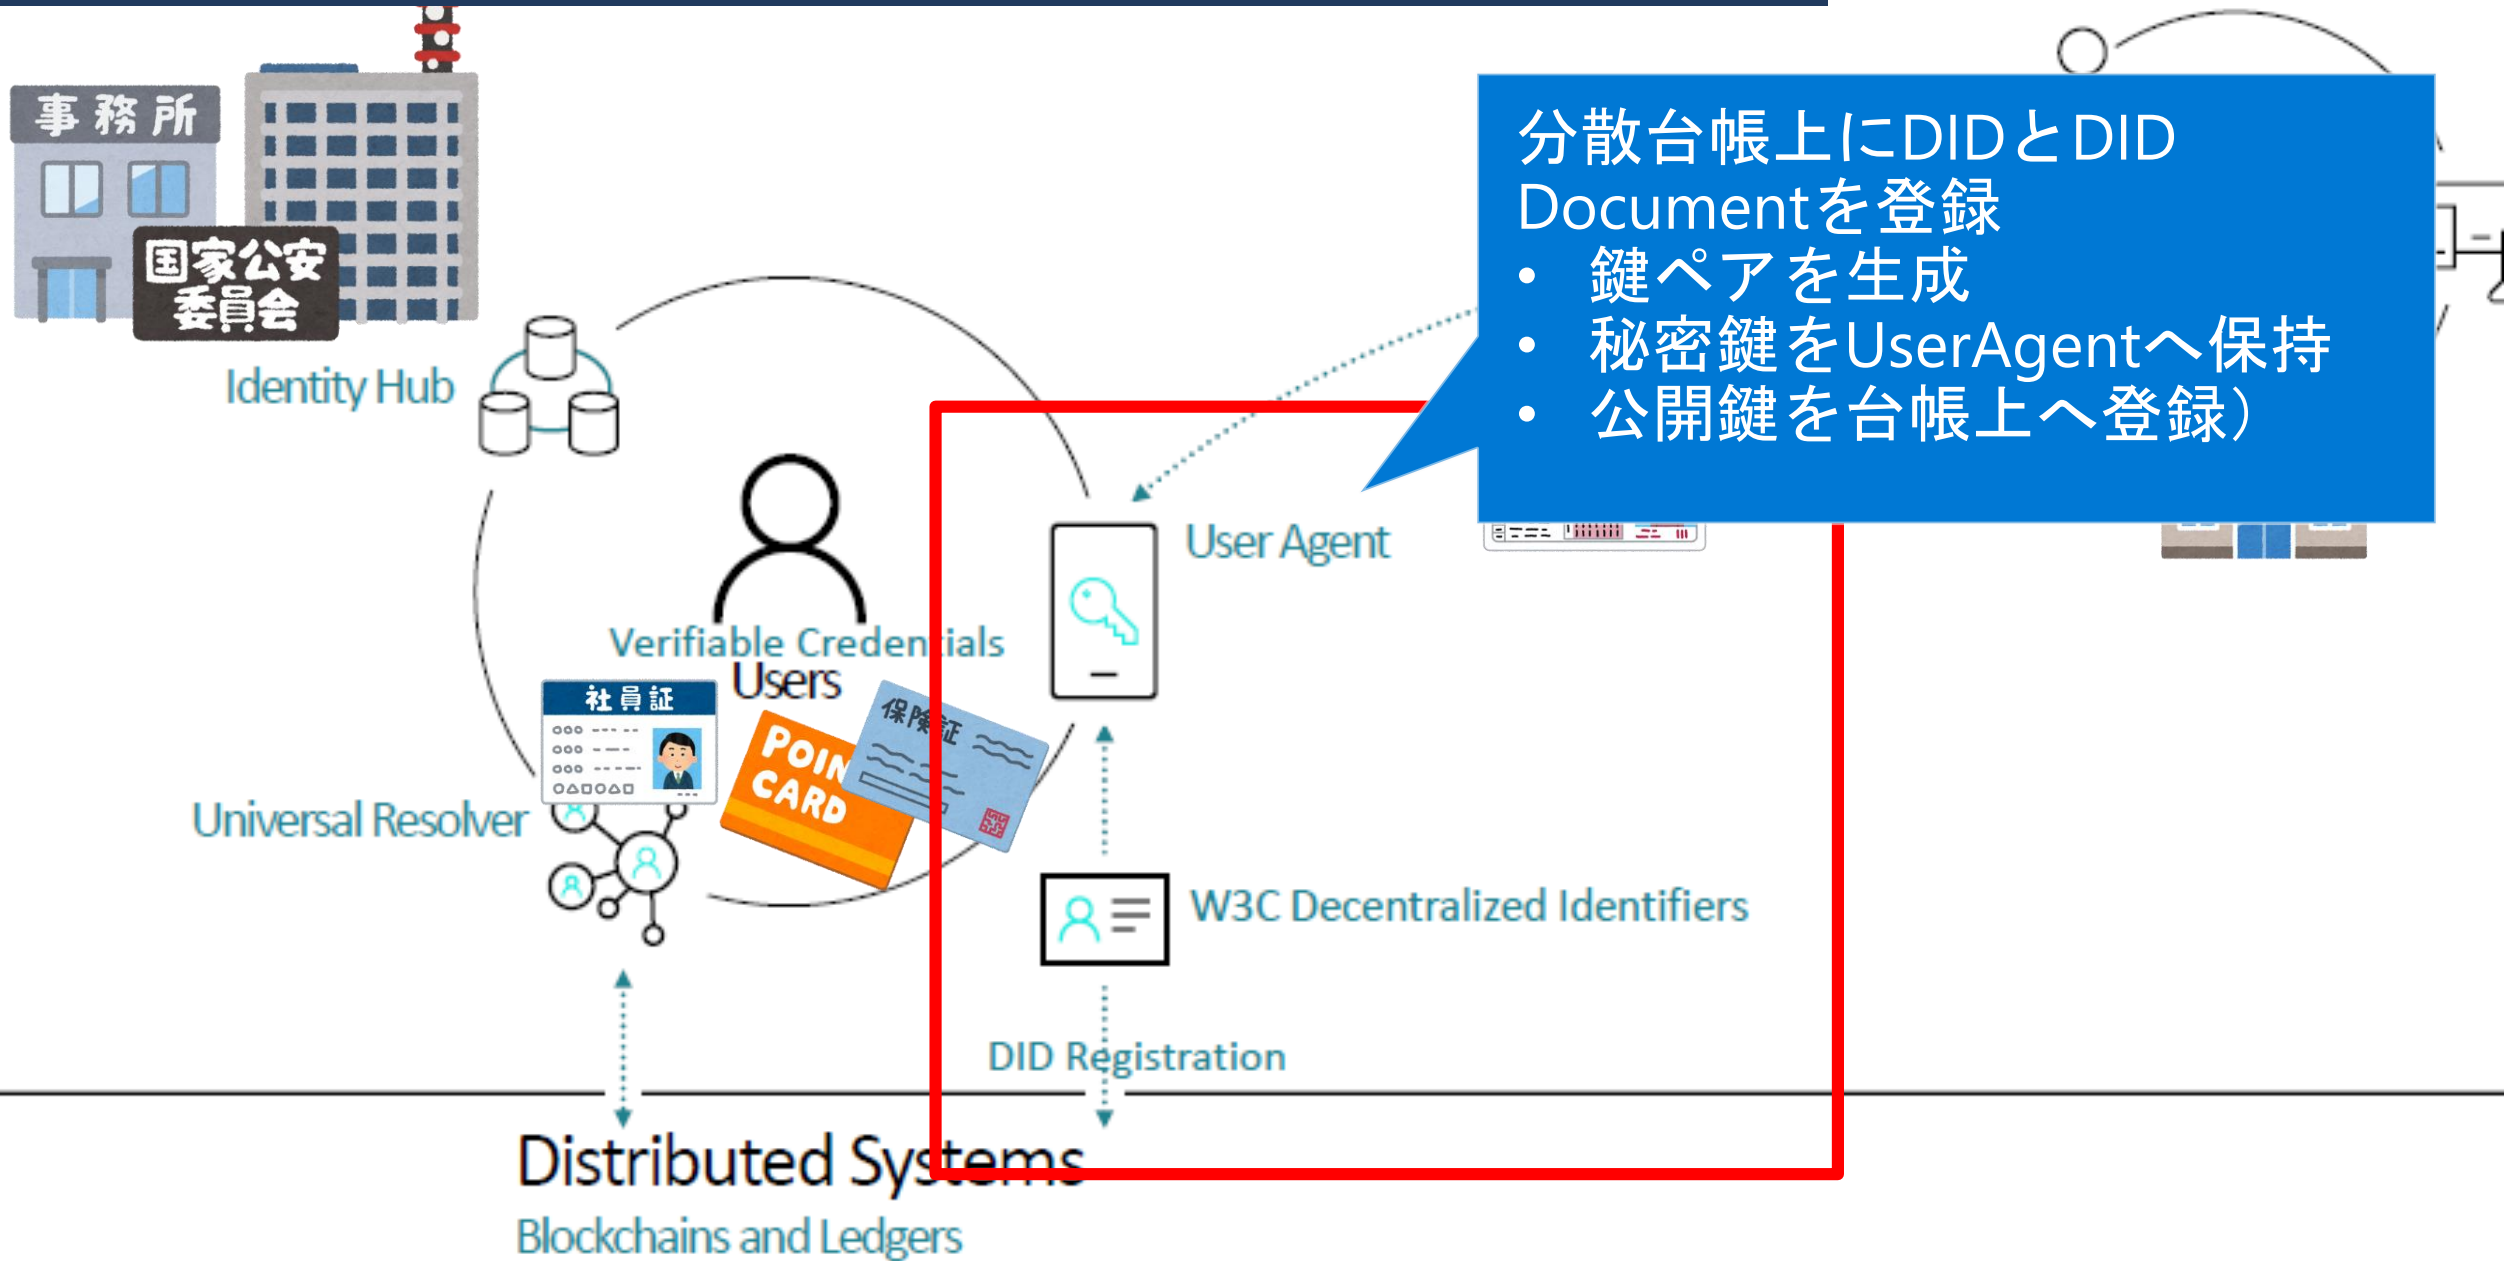 事務所
国家公安
委員会
分散台帳上にDIDとDID
Documentを登録
• 鍵ペアを生成
• 秘密鍵をUserAgentへ保持
• 公開鍵を台帳上へ登録）
Identity Hub
User Agent
Verifiable Credentials
Users
社員証
POIN
CARD
保険証
Universal Resolver
W3C Decentralized Identifiers
DID Registration
Distributed Systems
Blockchains and Ledgers